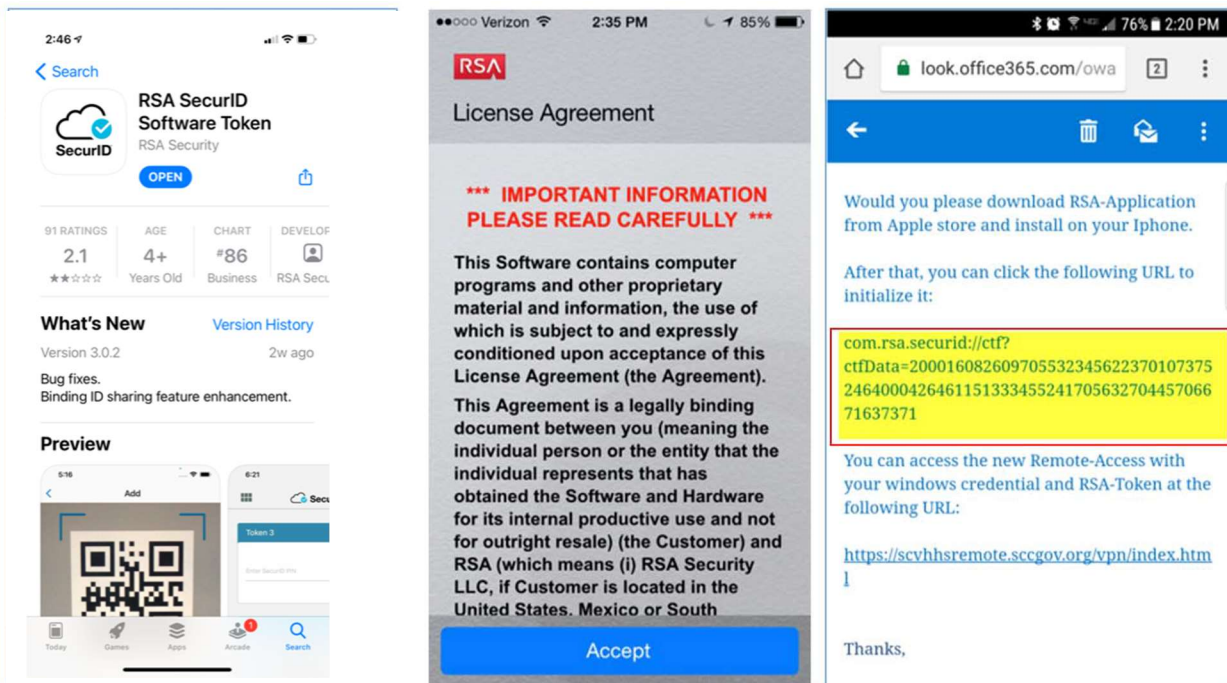 2:46
Search
SecurID
RSA SecurID
Software Token
RSA Security
OPEN
91 RATINGS AGE CHART DEVELOP
2.1 4+ #86
★★☆☆☆ Years Old Business RSA Secu
What's New Version History
Version 3.0.2 2w ago
Bug fixes.
Binding ID sharing feature enhancement.
Preview
5:16
Add
6:21
Secu
Token 3
Enter SecurID PIN
Today Games Apps Arcade 1 Search
Verizon 2:35 PM 85%
RSA
License Agreement
*** IMPORTANT INFORMATION
PLEASE READ CAREFULLY ***
This Software contains computer
programs and other proprietary
material and information, the use of
which is subject to and expressly
conditioned upon acceptance of this
License Agreement (the Agreement).
This Agreement is a legally binding
document between you (meaning the
individual person or the entity that the
individual represents that has
obtained the Software and Hardware
for its internal productive use and not
for outright resale) (the Customer) and
RSA (which means (i) RSA Security
LLC, if Customer is located in the
United States, Mexico or South
Accept
76% 2:20 PM
look.office365.com/owa 2
Would you please download RSA-Application
from Apple store and install on your Iphone.
After that, you can click the following URL to
initialize it:
com.rsa.securid://ctf?
ctfData=200016082609705532345622370107375
2464000426461151333455241705632704457066
71637371
You can access the new Remote-Access with
your windows credential and RSA-Token at the
following URL:
https://scvhhsremote.sccgov.org/vpn/index.htm
l
Thanks,